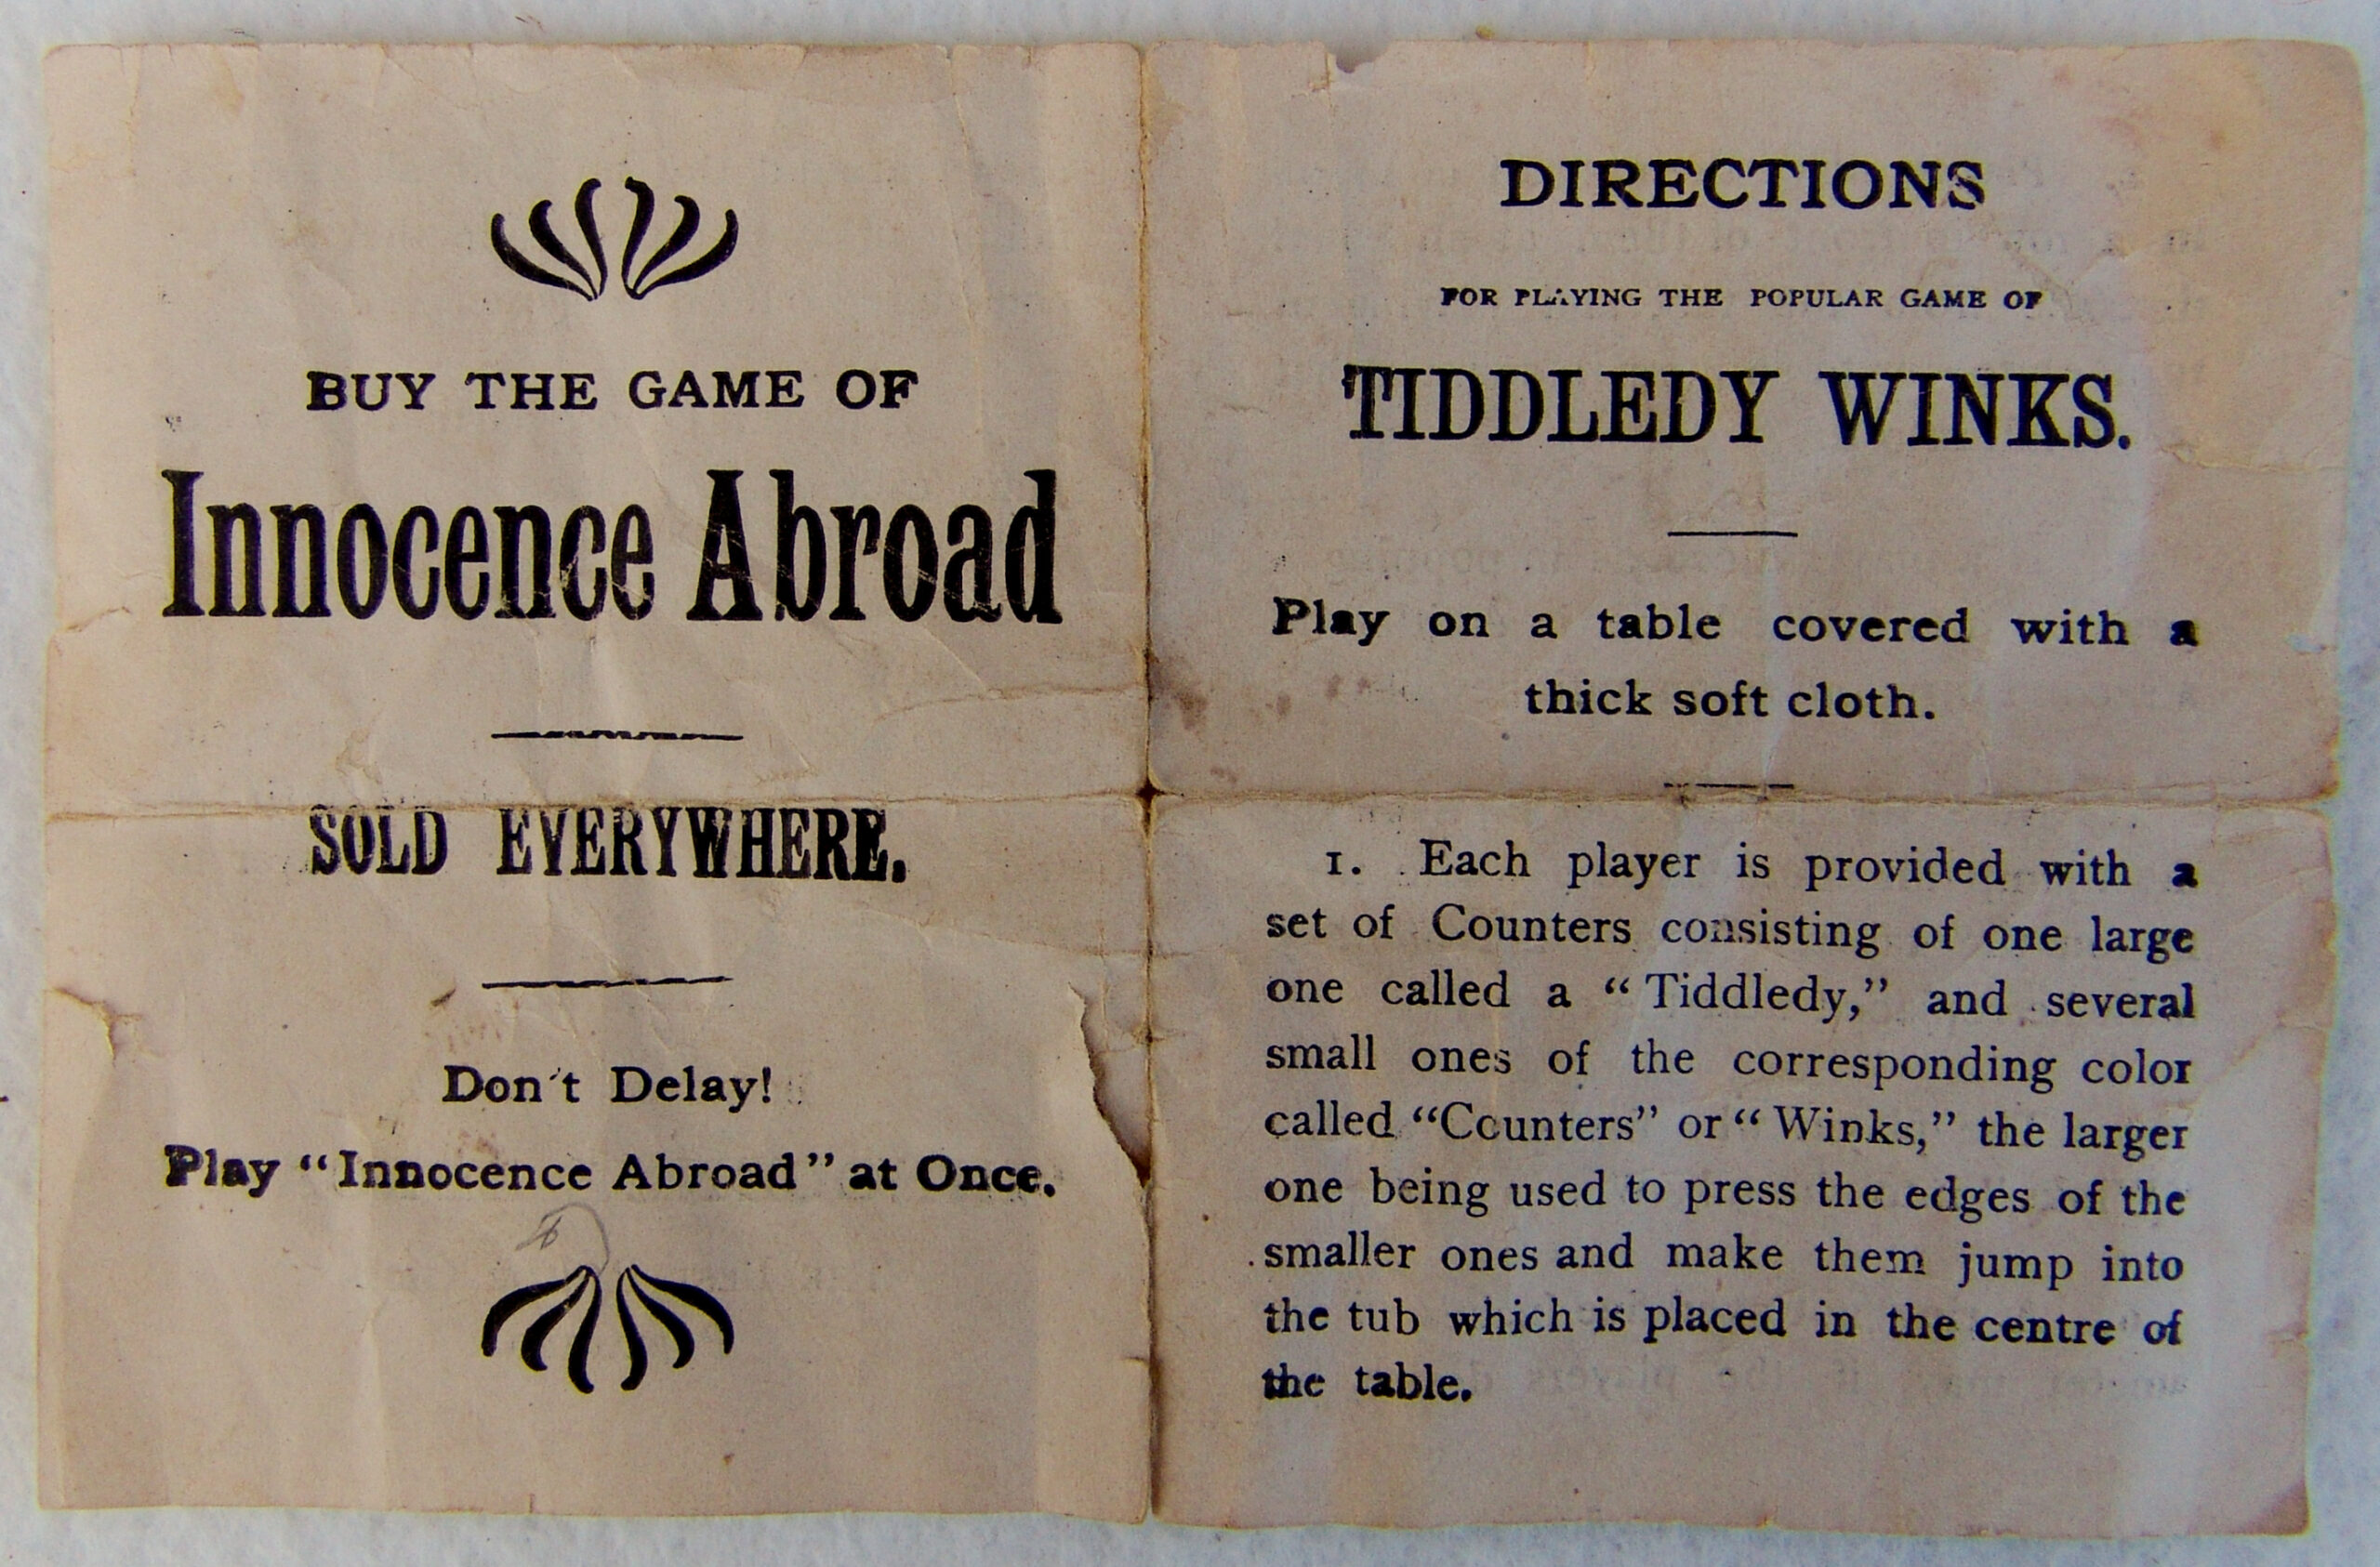 BUY THE GAME OF
Innocence Abroad
SOLD EVERYWHERE.
Don't Delay!
Play "Innocence Abroad" at Once.
DIRECTIONS
FOR PLAYING THE POPULAR GAME OF
TIDDLEDY WINKS.
Play on a table covered with a
thick soft cloth.
1. Each player is provided with a
set of Counters consisting of one large
one called a "Tiddledy," and several
small ones of the corresponding color
called "Counters" or "Winks," the larger
one being used to press the edges of the
smaller ones and make them jump into
the tub which is placed in the centre of
the table.